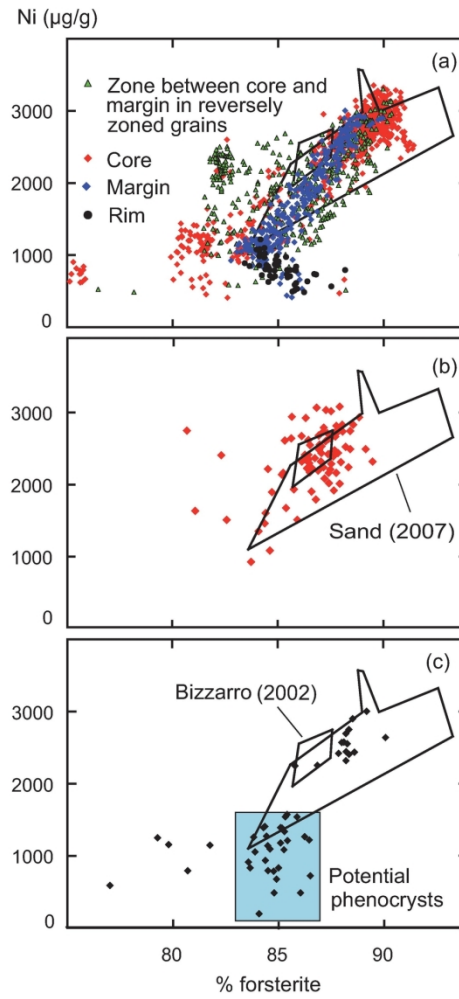 Ni (µg/g)
(a)
Zone between core and
margin in reversely
zoned grains
Core
Margin
Rim
3000
2000
1000
0
(b)
3000
2000
1000
0
Sand (2007)
(c)
Bizzarro (2002)
3000
2000
1000
0
Potential
phenocrysts
80 85 90
% forsterite